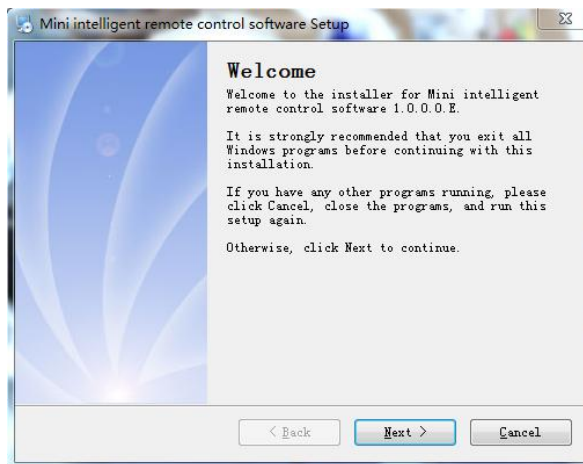 Mini intelligent remote control software Setup
Welcome
Welcome to the installer for Mini intelligent
remote control software 1.0.0.0.E.
It is strongly recommended that you exit all
Windows programs before continuing with this
installation.
If you have any other programs running, please
click Cancel, close the programs, and run this
setup again.
Otherwise, click Next to continue.
< Back
Next >
Cancel